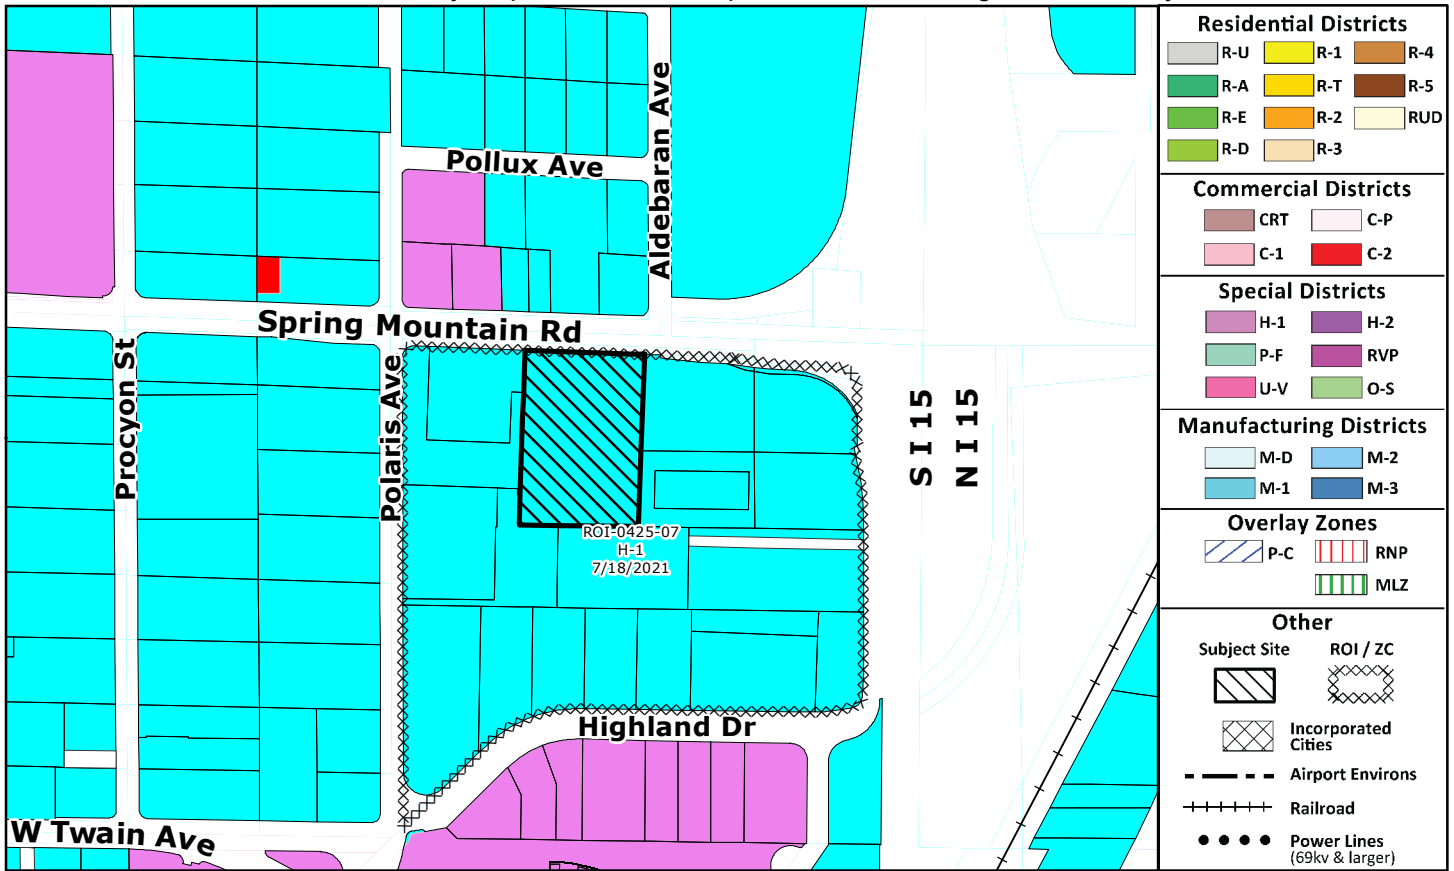 Pollux Ave
Aldebaran Ave
Spring Mountain Rd
Procyon St
Polaris Ave
S I 15
N I 15
ROI-0425-07
H-1
7/18/2021
Highland Dr
W Twain Ave
Residential Districts
R-U R-1 R-4
R-A R-T R-5
R-E R-2 RUD
R-D R-3
Commercial Districts
CRT C-P
C-1 C-2
Special Districts
H-1 H-2
P-F RVP
U-V O-S
Manufacturing Districts
M-D M-2
M-1 M-3
Overlay Zones
P-C RNP
MLZ
Other
Subject Site ROI / ZC
Incorporated
Cities
Airport Environs
Railroad
Power Lines
(69kv & larger)